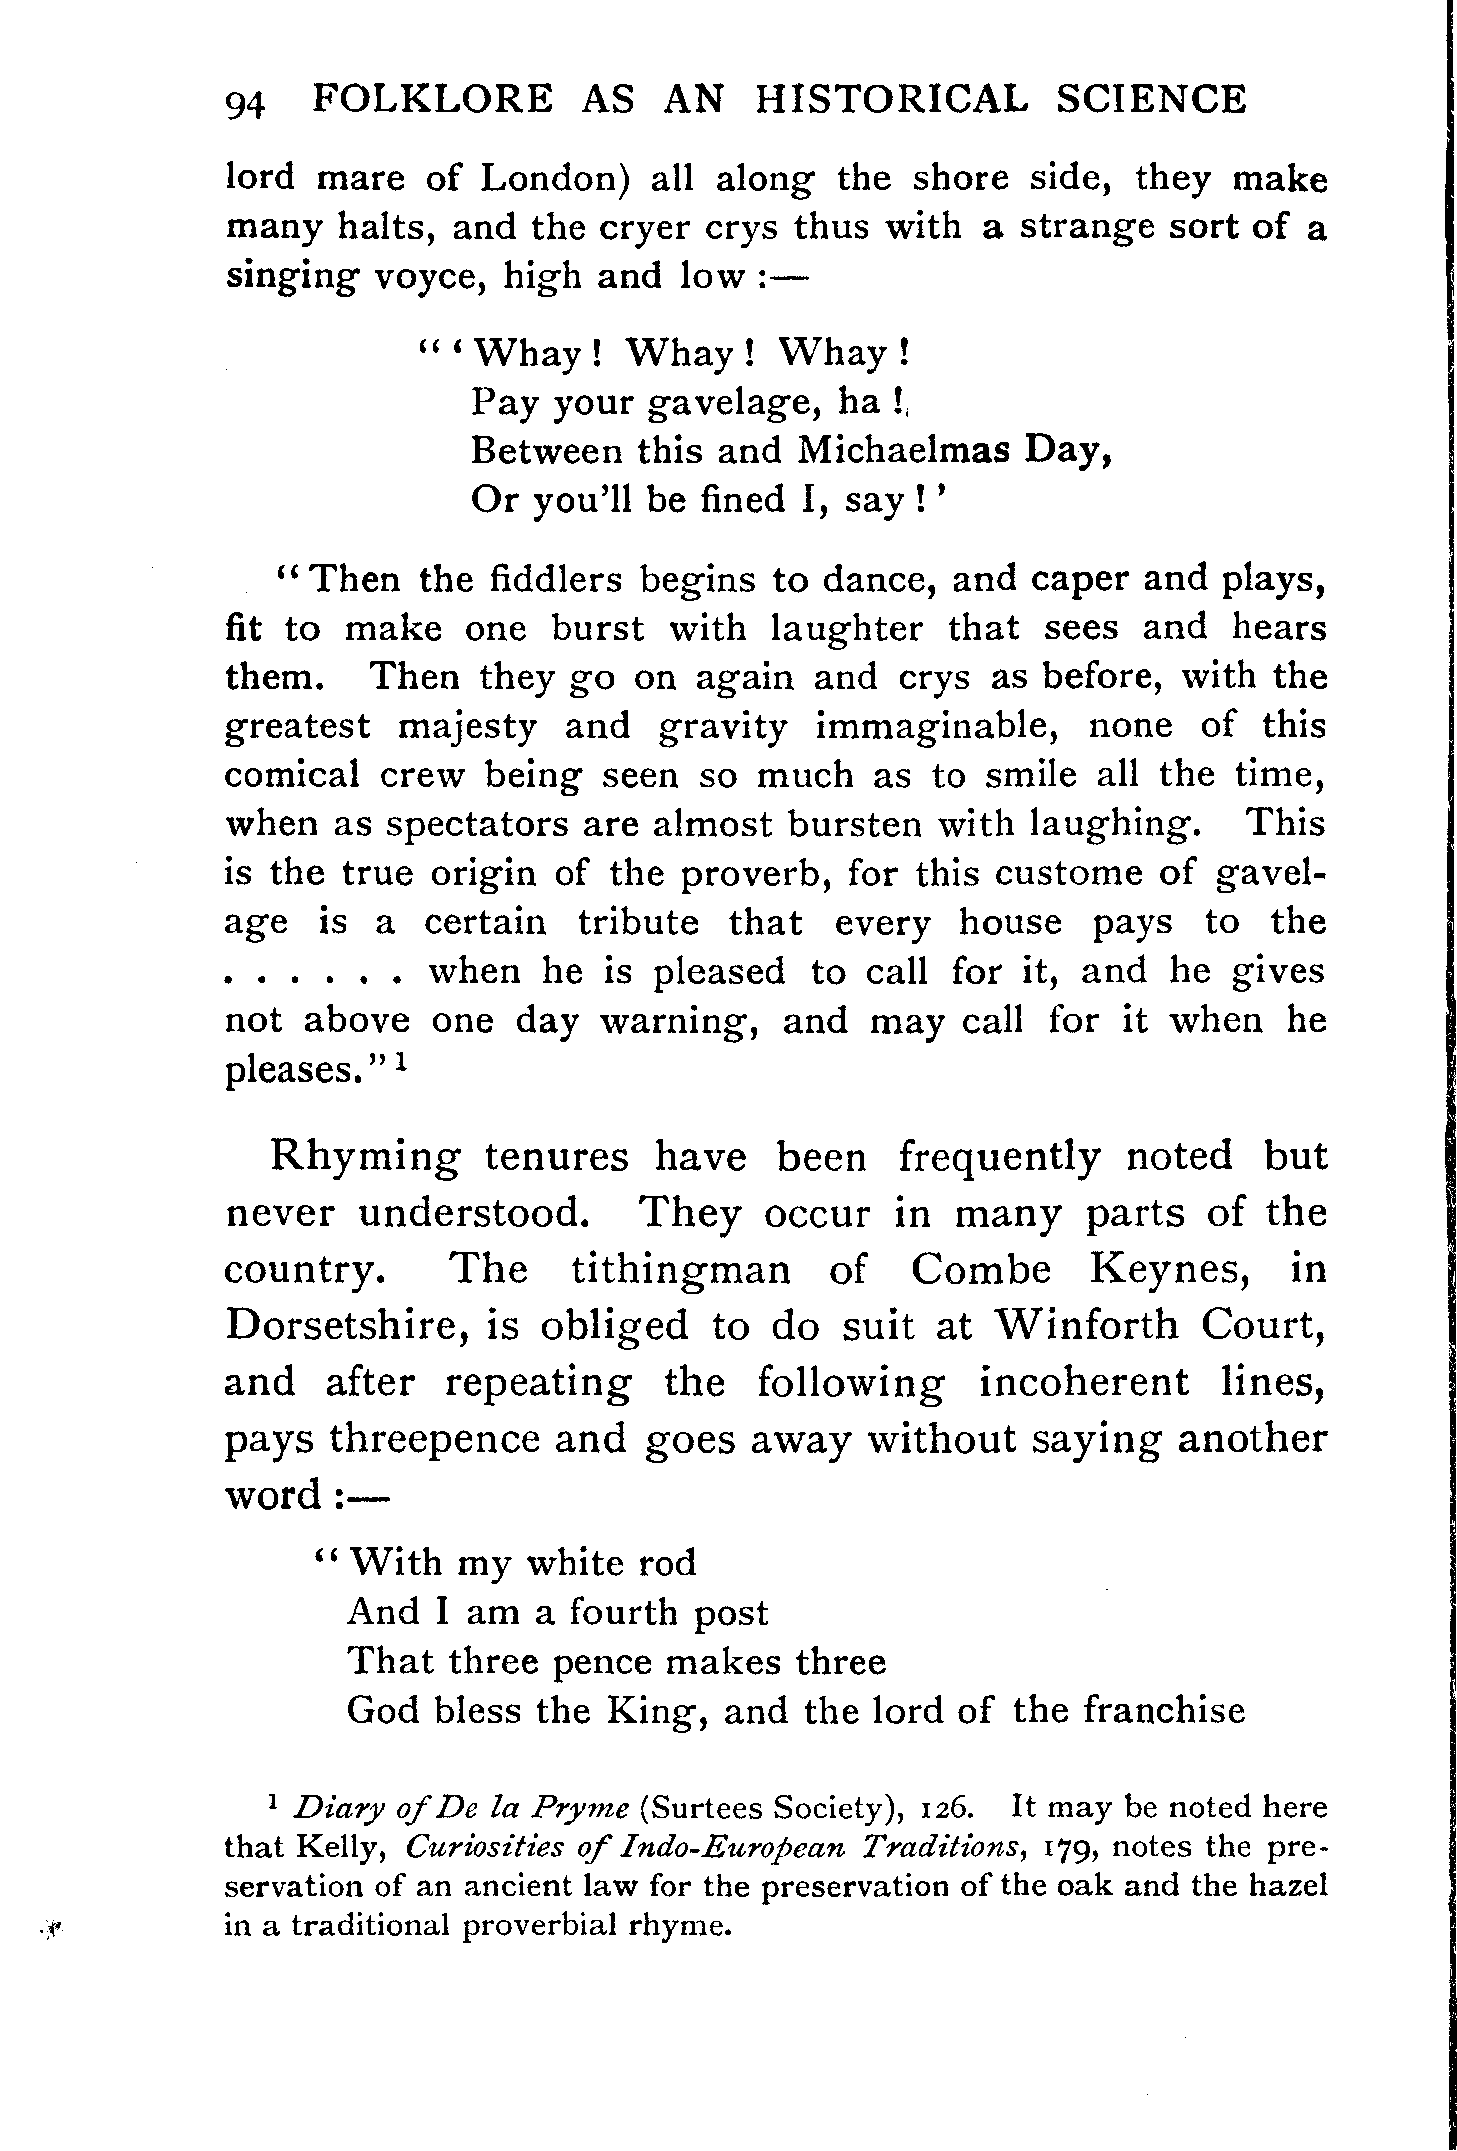 94 FOLKLORE AS AN HISTORICAL SCIENCE
lord mare of London) all along the shore side, they make
many halts, and the cryer crys thus with a strange sort of a
singing voyce, high and low :—
“ ‘ Whay ! Whay ! Whay !
Pay your gavelage, ha !
Between this and Michaelmas Day,
Or you'll be fined I, say ! ’
“ Then the fiddlers begins to dance, and caper and plays,
fit to make one burst with laughter that sees and hears
them. Then they go on again and crys as before, with the
greatest majesty and gravity immaginable, none of this
comical crew being seen so much as to smile all the time,
when as spectators are almost bursten with laughing. This
is the true origin of the proverb, for this custome of gavel-
age is a certain tribute that every house pays to the
. . . . . . when he is pleased to call for it, and he gives
not above one day warning, and may call for it when he
pleases.” ¹
Rhyming tenures have been frequently noted but
never understood. They occur in many parts of the
country. The tithingman of Combe Keynes, in
Dorsetshire, is obliged to do suit at Winforth Court,
and after repeating the following incoherent lines,
pays threepence and goes away without saying another
word :—
“ With my white rod
And I am a fourth post
That three pence makes three
God bless the King, and the lord of the franchise
¹ Diary of De la Pryme (Surtees Society), 126. It may be noted here
that Kelly, Curiosities of Indo-European Traditions, 179, notes the pre-
servation of an ancient law for the preservation of the oak and the hazel
in a traditional proverbial rhyme.